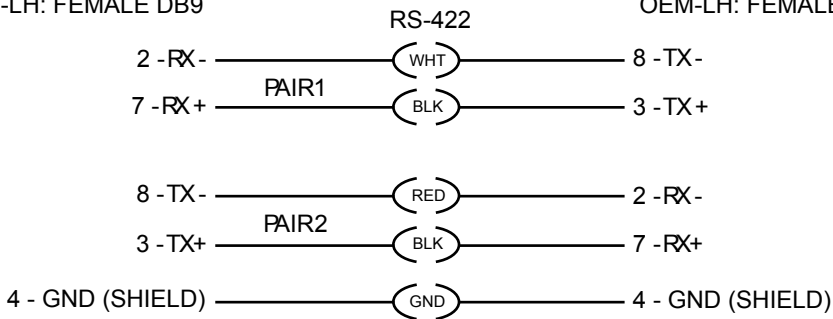 -LH: FEMALE DB9 OEM-LH: FEMALE
RS-422
2 -RX- WHT 8 -TX-
PAIR1
7 -RX+ BLK 3 -TX+
8 -TX- RED 2 -RX-
PAIR2
3 -TX+ BLK 7 -RX+
4 - GND (SHIELD) GND 4 - GND (SHIELD)